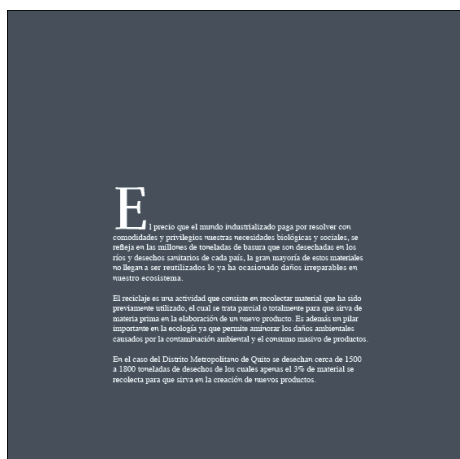 El precio que el mundo industrializado paga por resolver con
comodidades y privilegios nuestras necesidades biológicas y sociales, se
refleja en las millones de toneladas de basura que son desechadas en los
ríos y desechos sanitarios de cada país, la gran mayoría de estos materiales
no llegan a ser reutilizados lo ya ha ocasionado daños irreparables en
nuestro ecosistema.
El reciclaje es una actividad que consiste en recolectar material que ha sido
previamente utilizado, el cual se trata parcial o totalmente para que sirva de
materia prima en la elaboración de un nuevo producto. Es además un pilar
importante en la ecología ya que permite aminorar los daños ambientales
causados por la contaminación ambiental y el consumo masivo de productos.
En el caso del Distrito Metropolitano de Quito se desechan cerca de 1500
a 1800 toneladas de desechos de los cuales apenas el 3% de material se
recolecta para que sirva en la creación de nuevos productos.